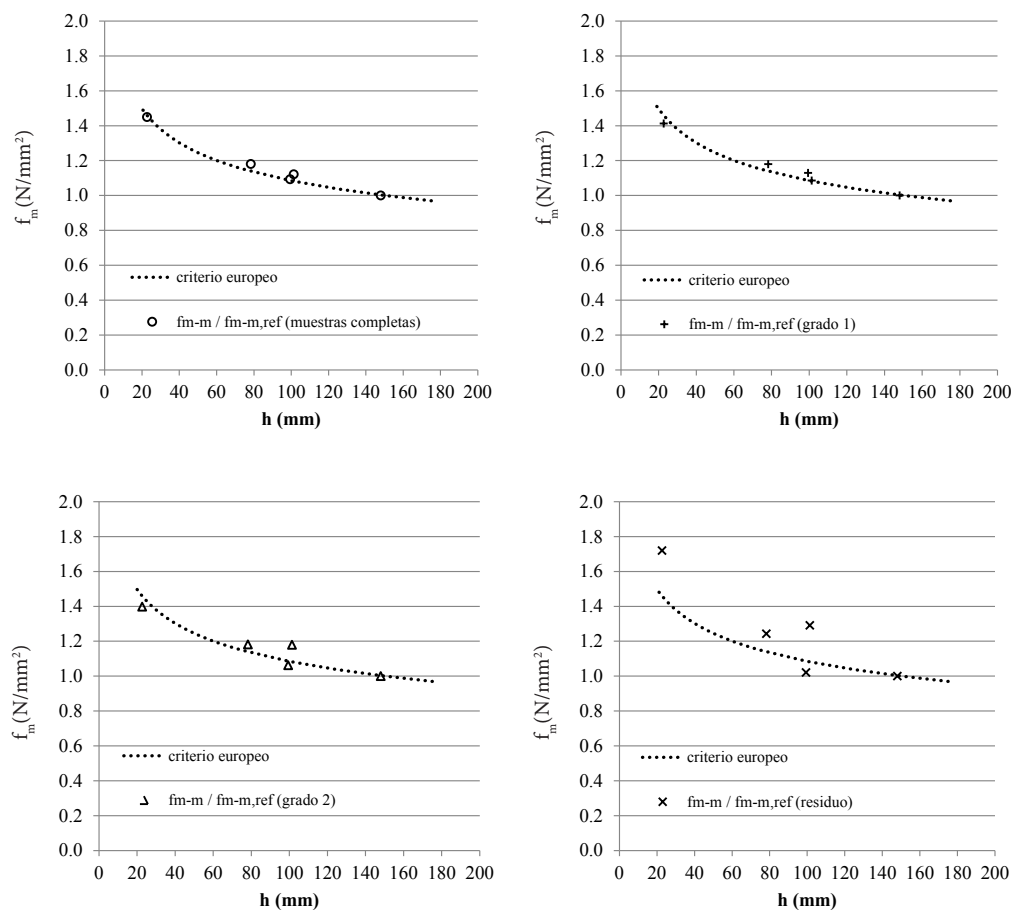 2.0
1.8
1.6
1.4
1.2
1.0
0.8
0.6
0.4
0.2
0.0
f_m (N/mm²)
criterio europeo
fm-m / fm-m,ref (muestras completas)
0 20 40 60 80 100 120 140 160 180 200
h (mm)
2.0
1.8
1.6
1.4
1.2
1.0
0.8
0.6
0.4
0.2
0.0
f_m (N/mm²)
criterio europeo
fm-m / fm-m,ref (grado 1)
0 20 40 60 80 100 120 140 160 180 200
h (mm)
2.0
1.8
1.6
1.4
1.2
1.0
0.8
0.6
0.4
0.2
0.0
f_m (N/mm²)
criterio europeo
fm-m / fm-m,ref (grado 2)
0 20 40 60 80 100 120 140 160 180 200
h (mm)
2.0
1.8
1.6
1.4
1.2
1.0
0.8
0.6
0.4
0.2
0.0
f_m (N/mm²)
criterio europeo
fm-m / fm-m,ref (residuo)
0 20 40 60 80 100 120 140 160 180 200
h (mm)